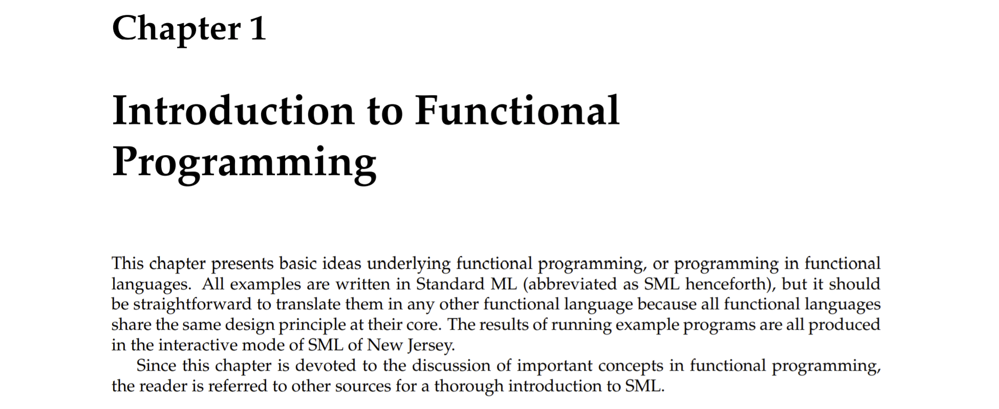 Chapter 1
Introduction to Functional
Programming
This chapter presents basic ideas underlying functional programming, or programming in functional
languages. All examples are written in Standard ML (abbreviated as SML henceforth), but it should
be straightforward to translate them in any other functional language because all functional languages
share the same design principle at their core. The results of running example programs are all produced
in the interactive mode of SML of New Jersey.
Since this chapter is devoted to the discussion of important concepts in functional programming,
the reader is referred to other sources for a thorough introduction to SML.